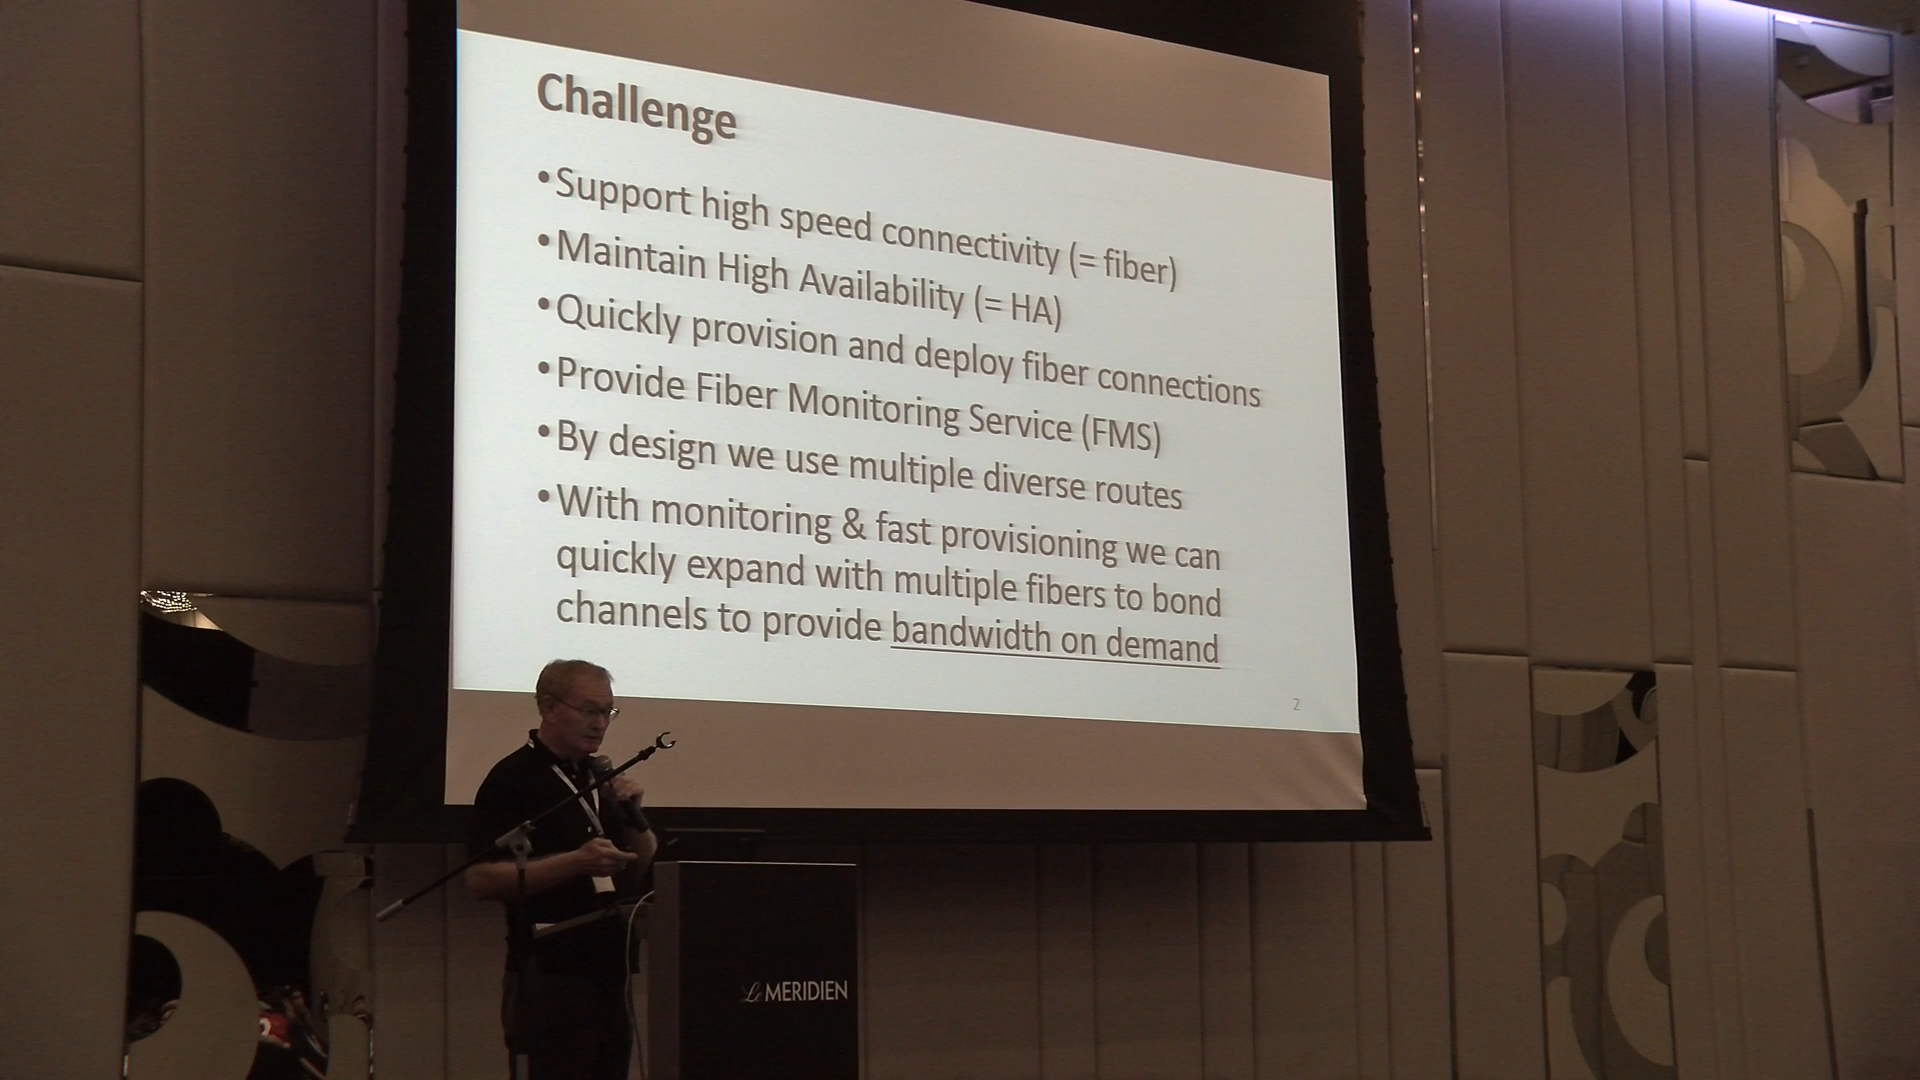 Challenge
•Support high speed connectivity (= fiber)
•Maintain High Availability (= HA)
•Quickly provision and deploy fiber connections
•Provide Fiber Monitoring Service (FMS)
•By design we use multiple diverse routes
•With monitoring & fast provisioning we can
quickly expand with multiple fibers to bond
channels to provide bandwidth on demand
2
Le MERIDIEN